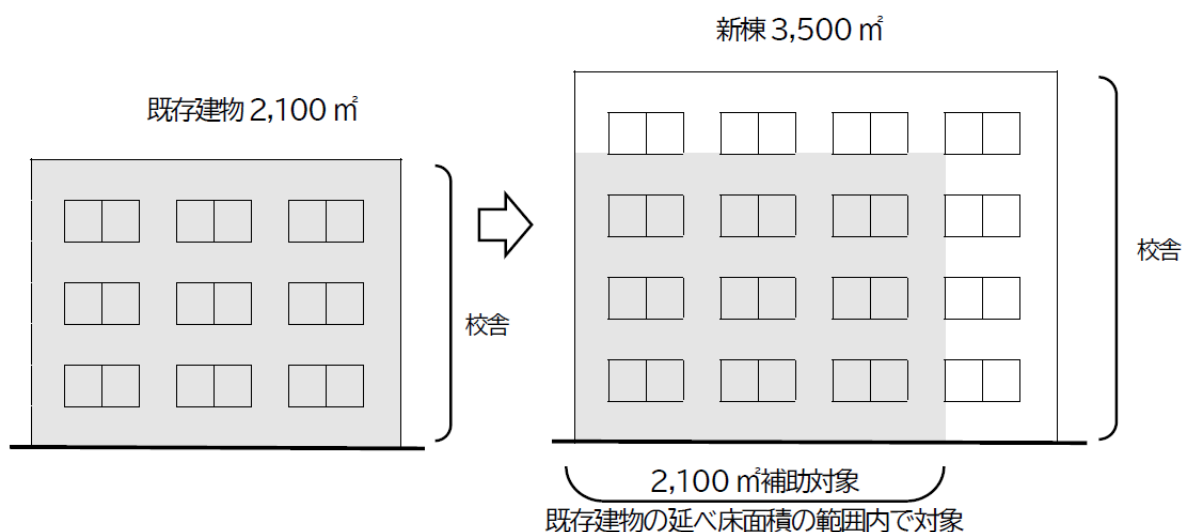 新棟 3,500 ㎡
既存建物 2,100 ㎡
校舎
校舎
2,100 ㎡補助対象
既存建物の延べ床面積の範囲内で対象